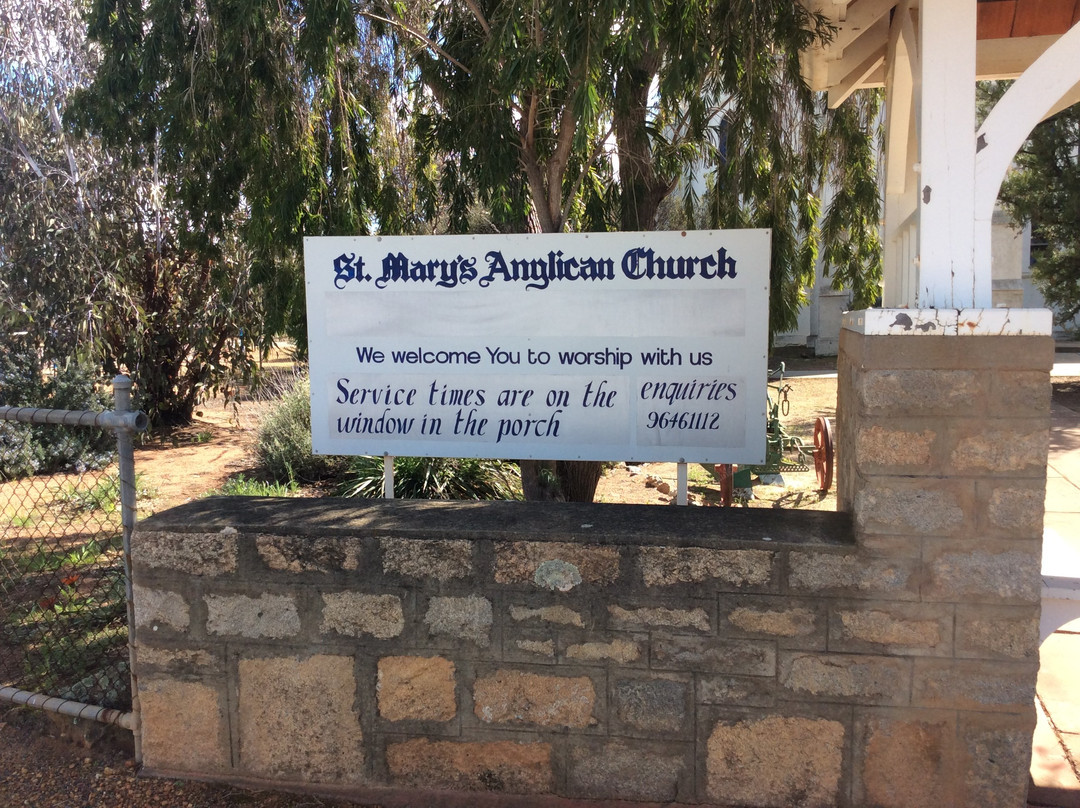 St. Mary's Anglican Church
We welcome You to worship with us
Service times are on the
window in the porch
enquiries
96461112